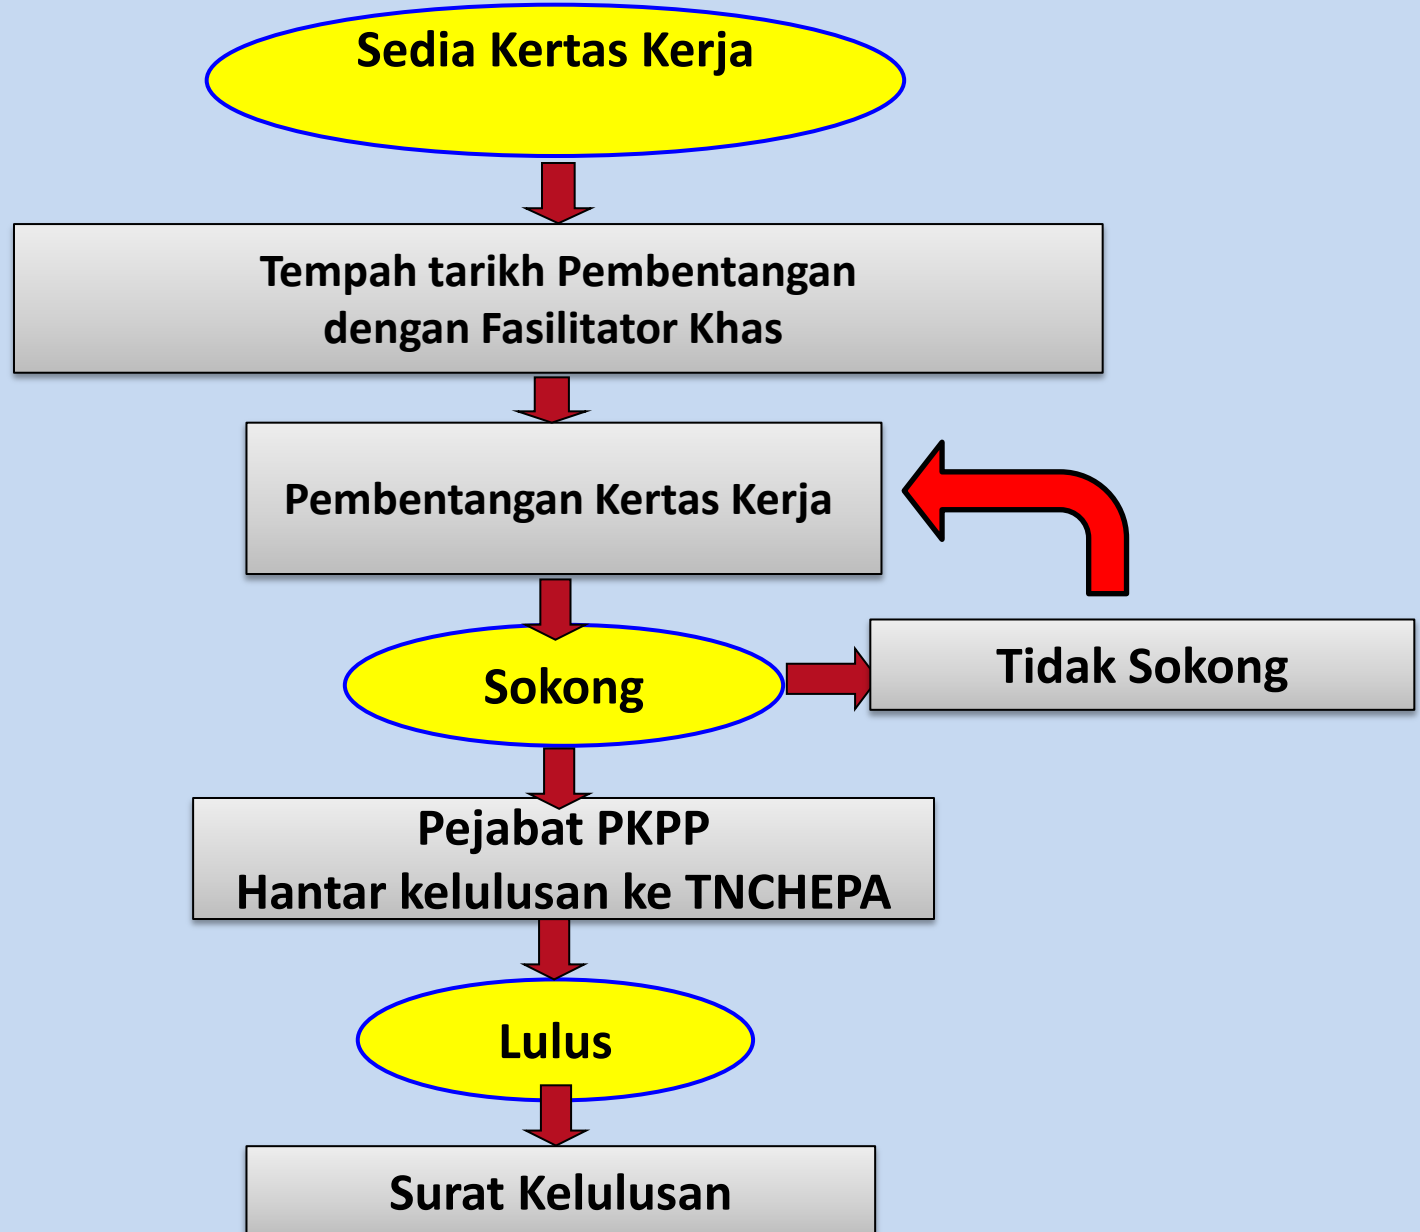 Sedia Kertas Kerja
Tempah tarikh Pembentangan
dengan Fasilitator Khas
Pembentangan Kertas Kerja
Sokong
Tidak Sokong
Pejabat PKPP
Hantar kelulusan ke TNCHEPA
Lulus
Surat Kelulusan